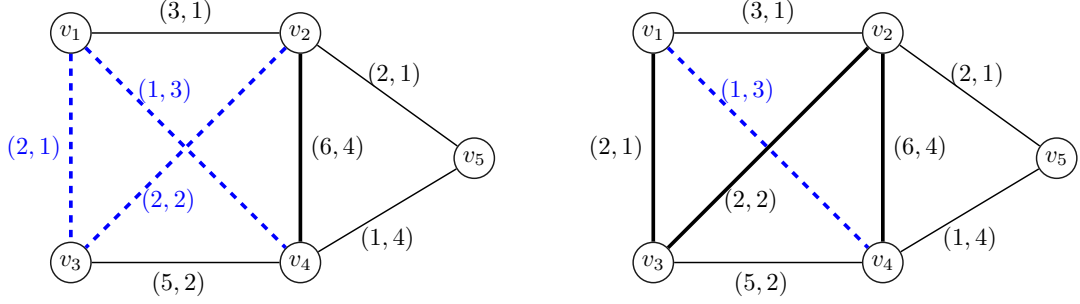 (3, 1)
v1
v2
(1, 3)
(2, 1)
(2, 1)
(6, 4)
v5
(2, 2)
v3
v4
(1, 4)
(5, 2)
(3, 1)
v1
v2
(1, 3)
(2, 1)
(2, 1)
(6, 4)
v5
(2, 2)
v3
v4
(1, 4)
(5, 2)